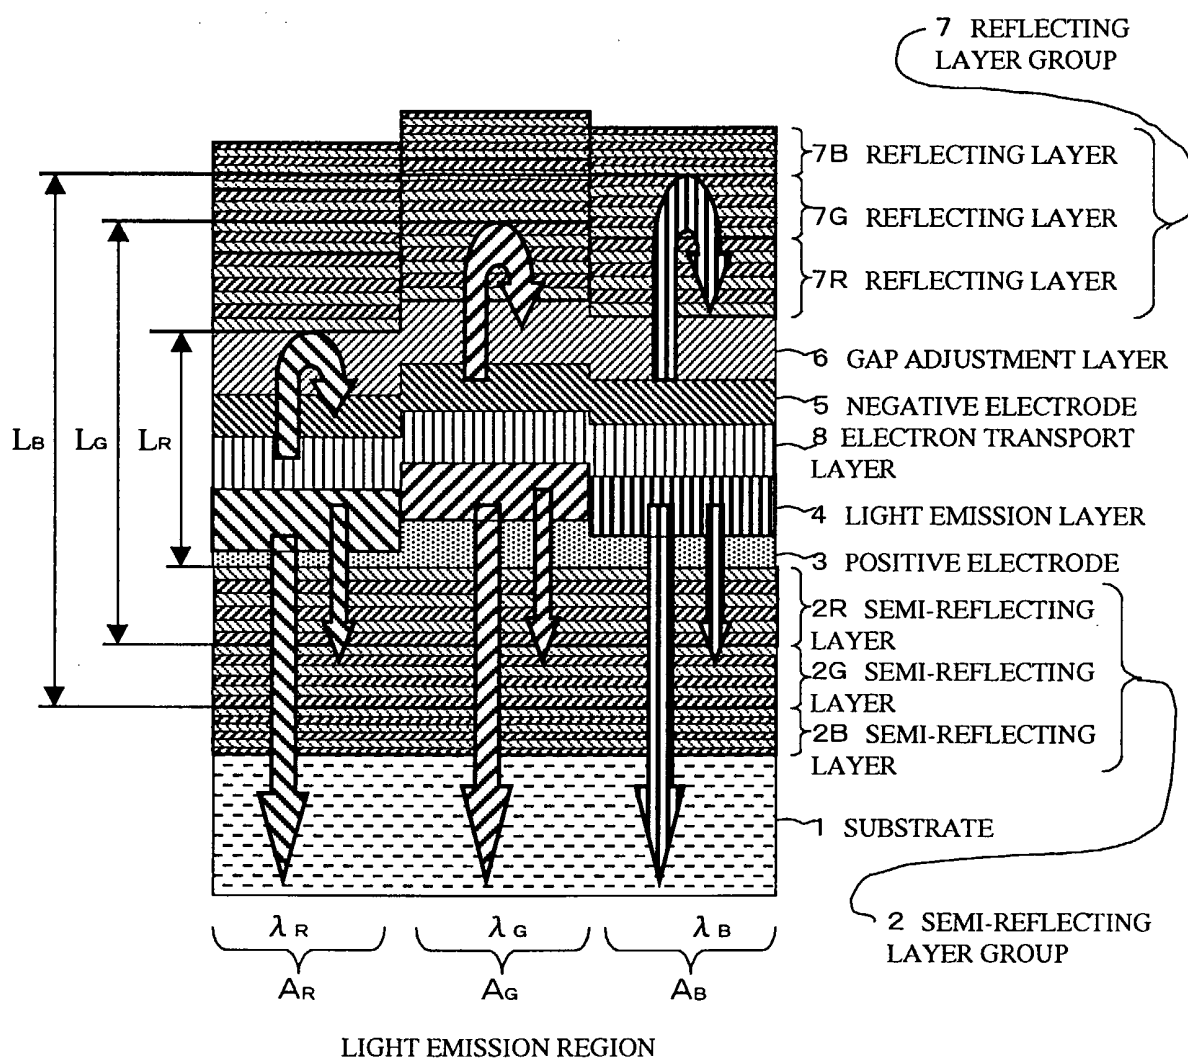 7 REFLECTING
LAYER GROUP
7B REFLECTING LAYER
7G REFLECTING LAYER
7R REFLECTING LAYER
6 GAP ADJUSTMENT LAYER
5 NEGATIVE ELECTRODE
8 ELECTRON TRANSPORT
LAYER
4 LIGHT EMISSION LAYER
3 POSITIVE ELECTRODE
2R SEMI-REFLECTING
LAYER
2G SEMI-REFLECTING
LAYER
2B SEMI-REFLECTING
LAYER
1 SUBSTRATE
2 SEMI-REFLECTING
LAYER GROUP
LB LG LR
λR λG λB
AR AG AB
LIGHT EMISSION REGION